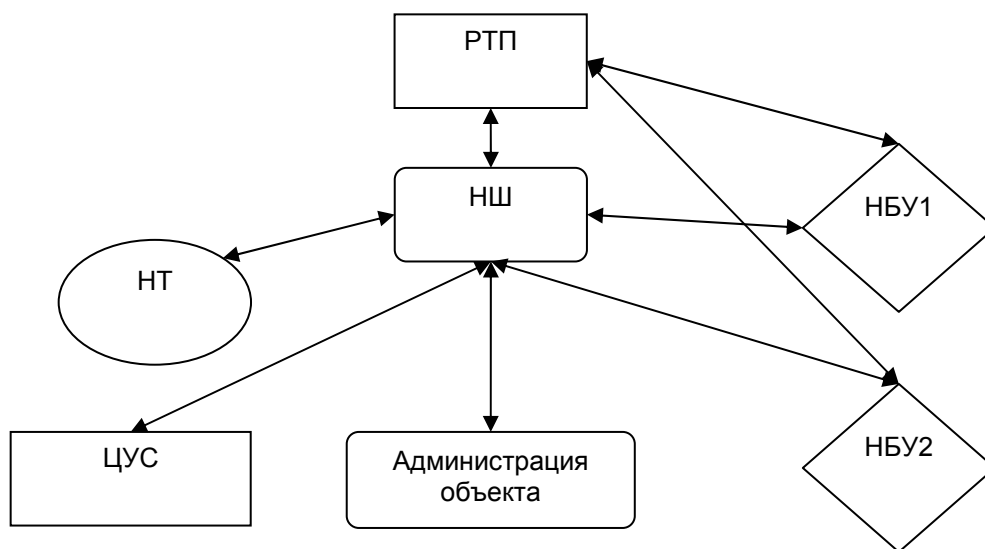 РТП
НШ
НБУ1
НТ
ЦУС
Администрация
объекта
НБУ2